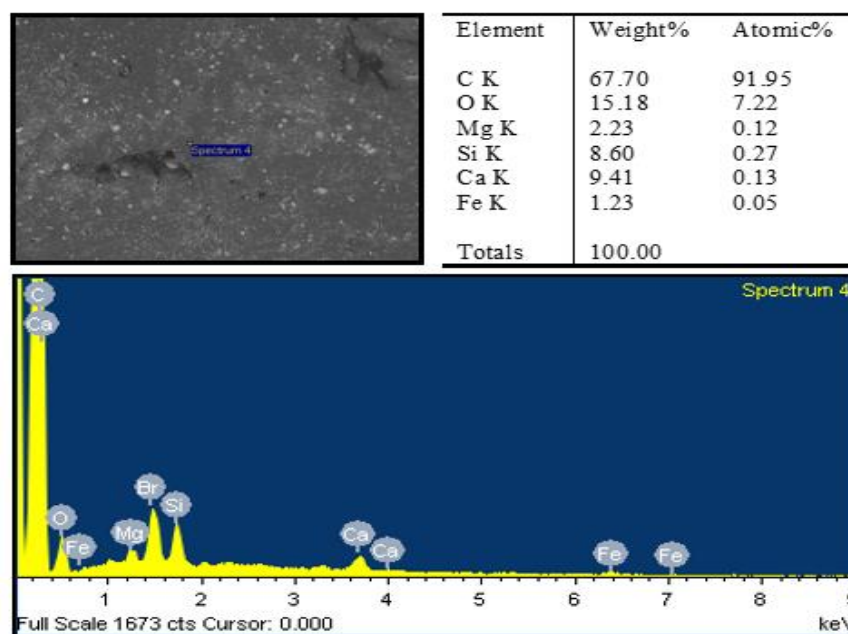 Spectrum 4
Element Weight% Atomic%
C K 67.70 91.95
O K 15.18 7.22
Mg K 2.23 0.12
Si K 8.60 0.27
Ca K 9.41 0.13
Fe K 1.23 0.05
Totals 100.00
Spectrum 4
C
Ca
O
Fe
Mg
Br
Si
Ca
Ca
Fe
Fe
1 2 3 4 5 6 7 8 9
Full Scale 1673 cts Cursor: 0.000 keV